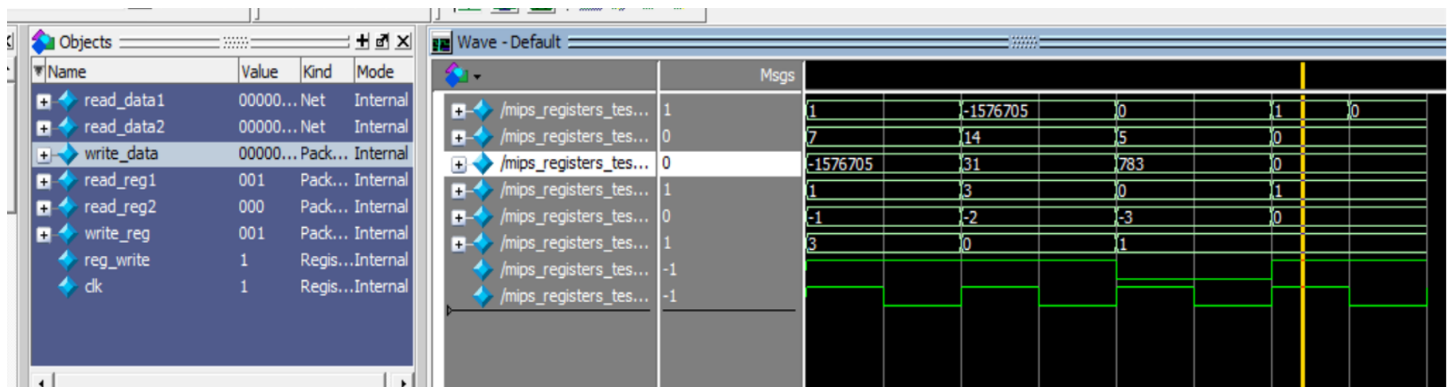 Objects
Name Value Kind Mode
read_data1 00000... Net Internal
read_data2 00000... Net Internal
write_data 00000... Pack... Internal
read_reg1 001 Pack... Internal
read_reg2 000 Pack... Internal
write_reg 001 Pack... Internal
reg_write 1 Regis... Internal
clk 1 Regis... Internal
Wave - Default
Msgs
/mips_registers_tes... 1 1 -1576705 0 1 0
/mips_registers_tes... 0 7 14 5 0
/mips_registers_tes... 0 -1576705 31 783 0
/mips_registers_tes... 1 1 3 0 1
/mips_registers_tes... 0 -1 -2 -3 0
/mips_registers_tes... 1 3 0 1
/mips_registers_tes... -1
/mips_registers_tes... -1